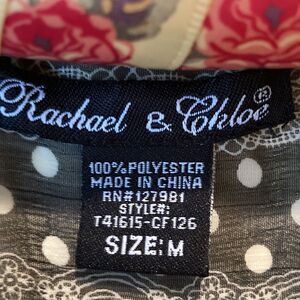 Rachael & Chloe®
100% POLYESTER
MADE IN CHINA
RN#127981
STYLE#:
T41615-CF126
SIZE: M